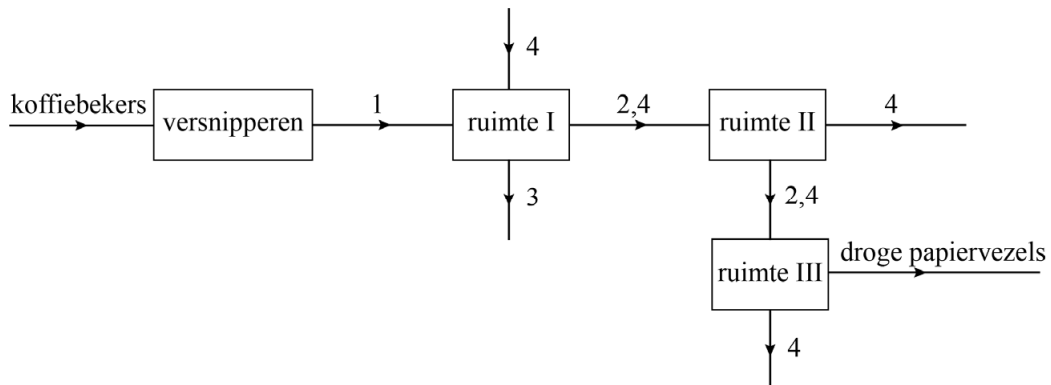 4
koffiebekers
versnipperen
1
ruimte I
2,4
ruimte II
4
3
2,4
ruimte III
droge papiervezels
4